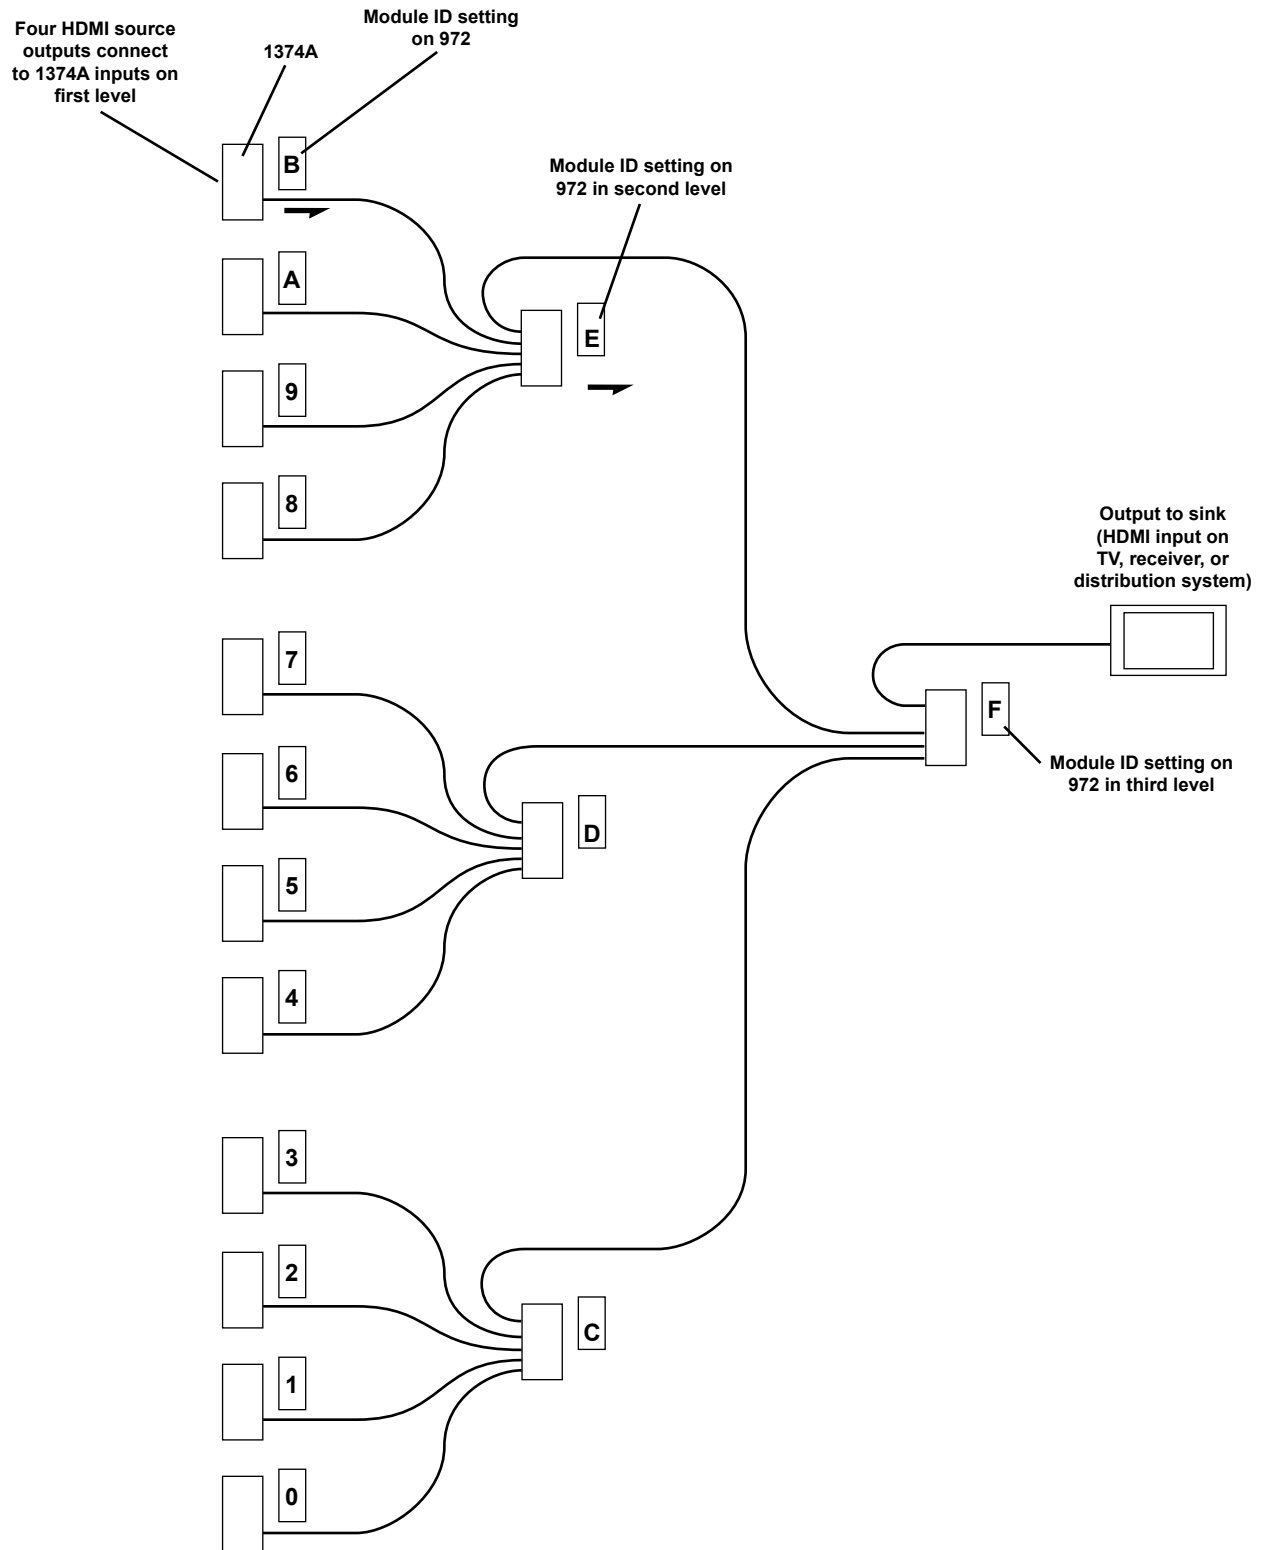 Four HDMI source
outputs connect
to 1374A inputs on
first level
1374A
Module ID setting
on 972
B
Module ID setting on
972 in second level
A
E
9
8
Output to sink
(HDMI input on
TV, receiver, or
distribution system)
7
F
Module ID setting on
972 in third level
6
D
5
4
3
2
C
1
0